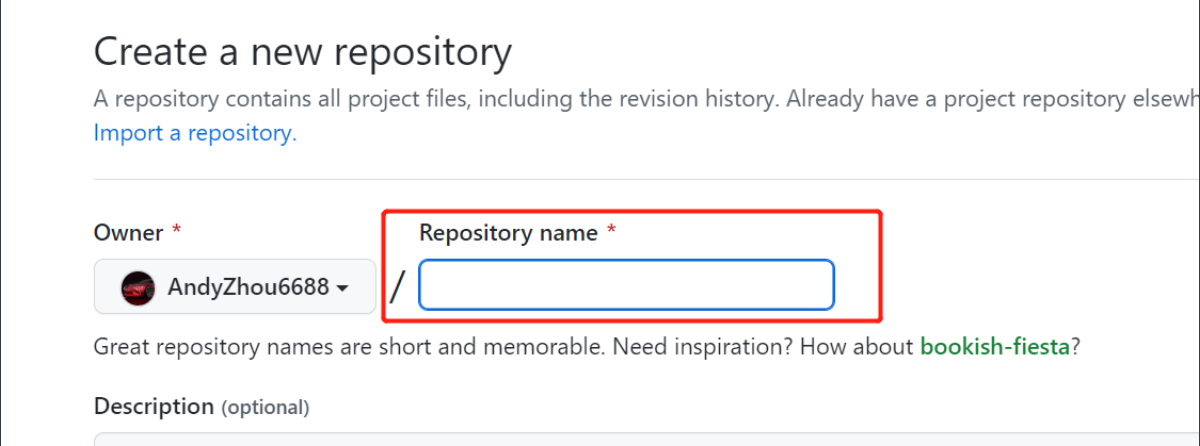 Create a new repository
A repository contains all project files, including the revision history. Already have a project repository
Import a repository.
Owner *
Repository name *
AndyZhou6688 /
Great repository names are short and memorable. Need inspiration? How about bookish-fiesta?
Description (optional)